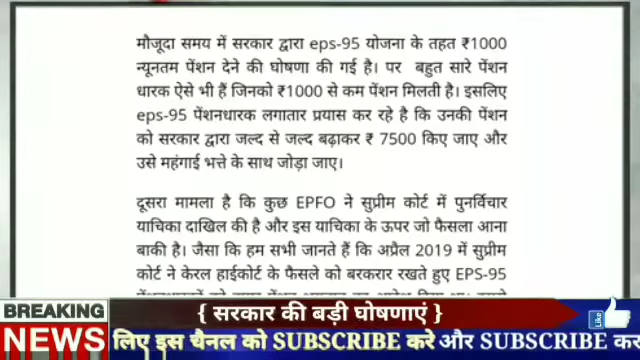 मौजूदा समय में सरकार द्वारा eps-95 योजना के तहत ₹1000
न्यूनतम पेंशन देने की घोषणा की गई है। पर बहुत सारे पेंशन
धारक ऐसे भी हैं जिनको ₹1000 से कम पेंशन मिलती है। इसलिए
eps-95 पेंशनधारक लगातार प्रयास कर रहे है कि उनकी पेंशन
को सरकार द्वारा जल्द से जल्द बढ़ाकर ₹ 7500 किए जाए और
उसे महंगाई भत्ते के साथ जोड़ा जाए।
दूसरा मामला है कि कुछ EPFO ने सुप्रीम कोर्ट में पुनर्विचार
याचिका दाखिल की है और इस याचिका के ऊपर जो फैसला आना
बाकी है। जैसा कि हम सभी जानते हैं कि अप्रैल 2019 में सुप्रीम
कोर्ट ने केरल हाईकोर्ट के फैसले को बरकरार रखते हुए EPS-95
{ सरकार की बड़ी घोषणाएं }
Like
BREAKING
NEWS
लिए इस चैनल को SUBSCRIBE करे और SUBSCRIBE कर